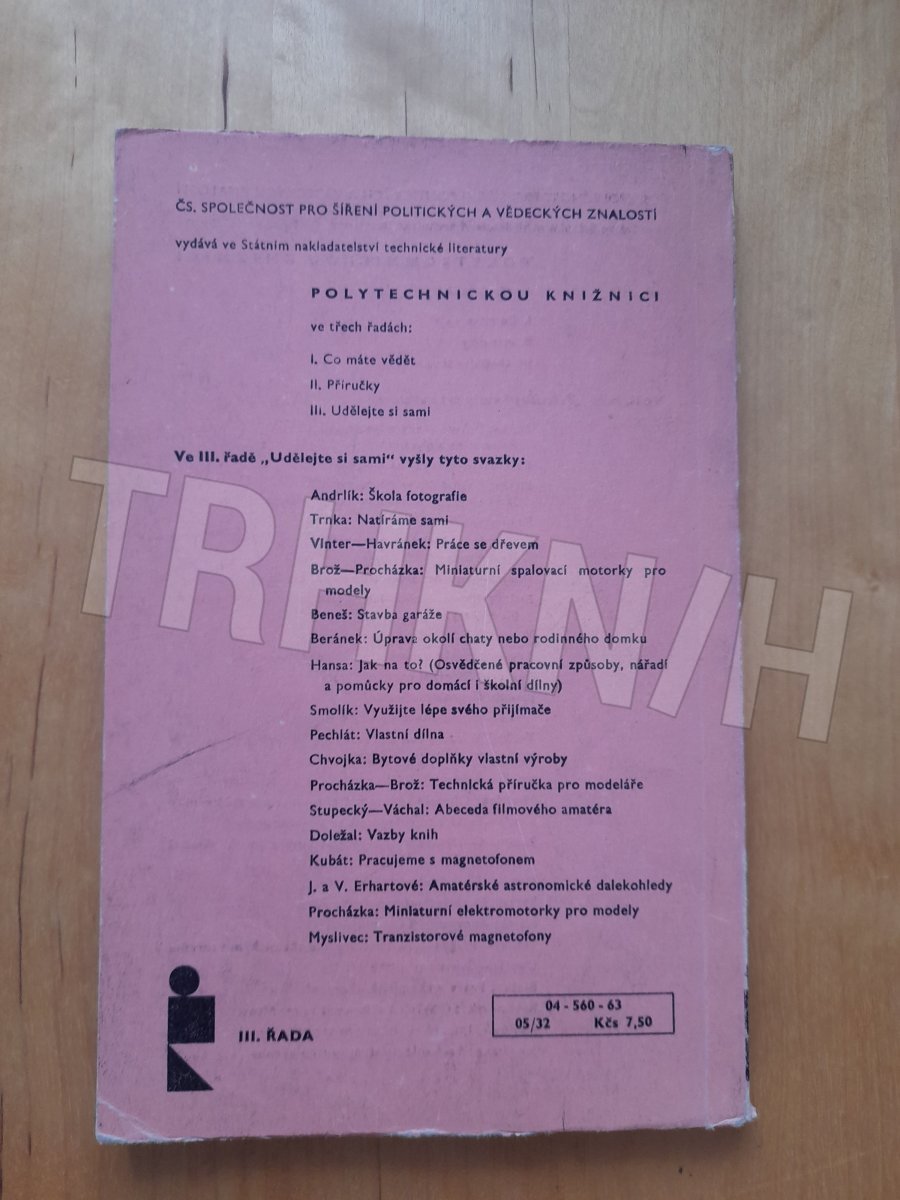 ČS. SPOLEČNOST PRO ŠÍŘENÍ POLITICKÝCH A VĚDECKÝCH ZNALOSTÍ
vydává ve Státním nakladatelství technické literatury
POLYTECHNICKOU KNIŽNICI
ve třech řadách:
I. Co máte vědět
II. Příručky
III. Udělejte si sami
Ve III. řadě „Udělejte si sami“ vyšly tyto svazky:
Andrlík: Škola fotografie
Trnka: Natíráme sami
Vinter—Havránek: Práce se dřevem
Brož—Procházka: Miniaturní spalovací motorky pro
modely
Beneš: Stavba garáže
Beránek: Úprava okolí chaty nebo rodinného domku
Hansa: Jak na to? (Osvědčené pracovní způsoby, nářadí
a pomůcky pro domácí i školní dílny)
Smolík: Využijte lépe svého přijímače
Pechlát: Vlastní dílna
Chvojka: Bytové doplňky vlastní výroby
Procházka—Brož: Technická příručka pro modeláře
Stupecký—Váchal: Abeceda filmového amatéra
Doležal: Vazby knih
Kubát: Pracujeme s magnetofonem
J. a V. Erhartové: Amatérské astronomické dalekohledy
Procházka: Miniaturní elektromotorky pro modely
Myslivec: Tranzistorové magnetofony
III. ŘADA
04 - 560 - 63
05/32 Kčs 7,50
TRHKNIH